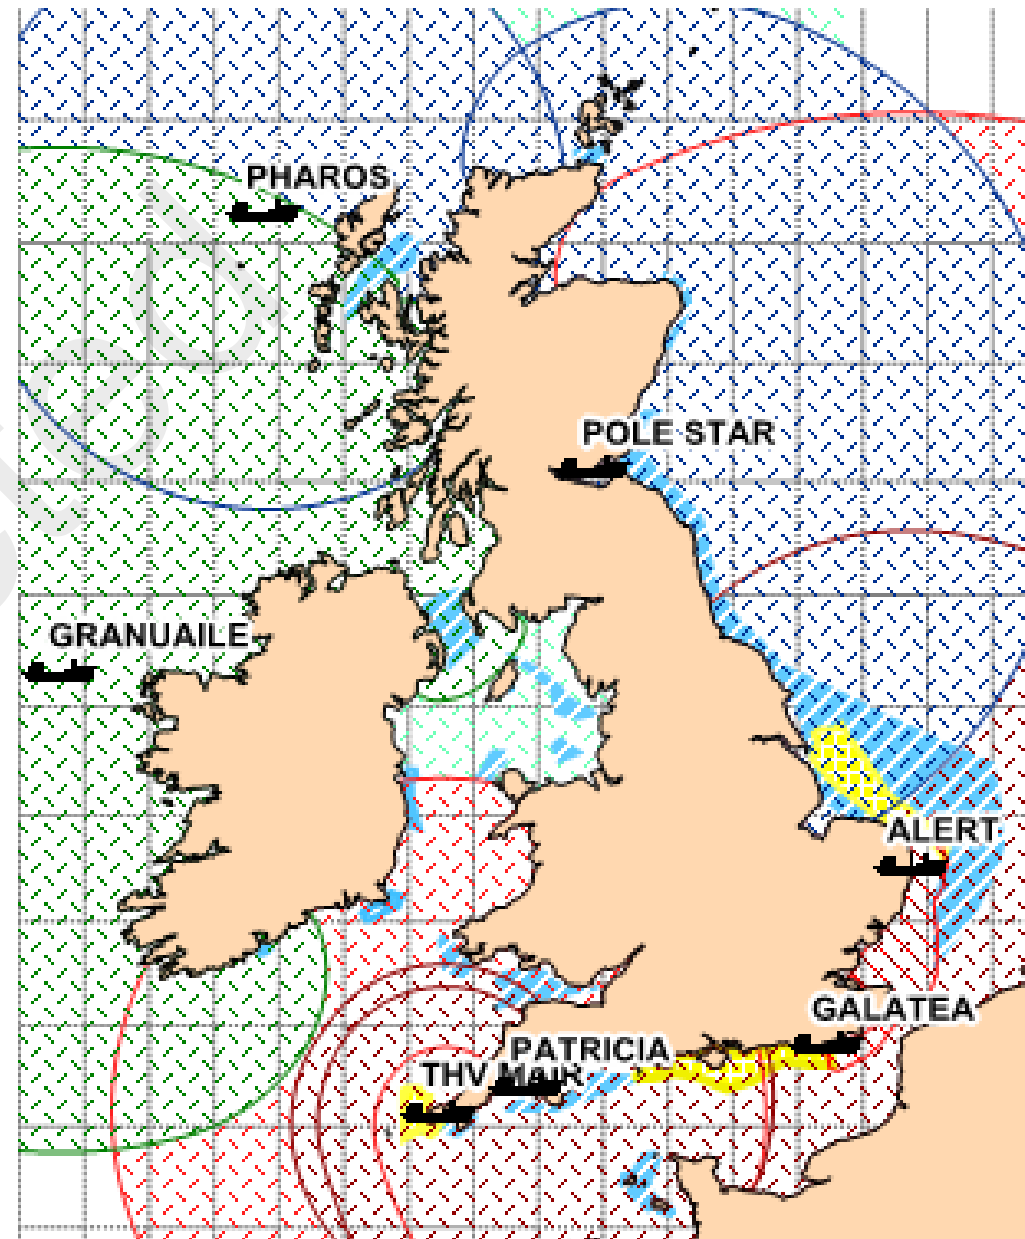 PHAROS
POLE STAR
GRANUAILE
ALERT
GALATEA
PATRICIA
THV MAIR